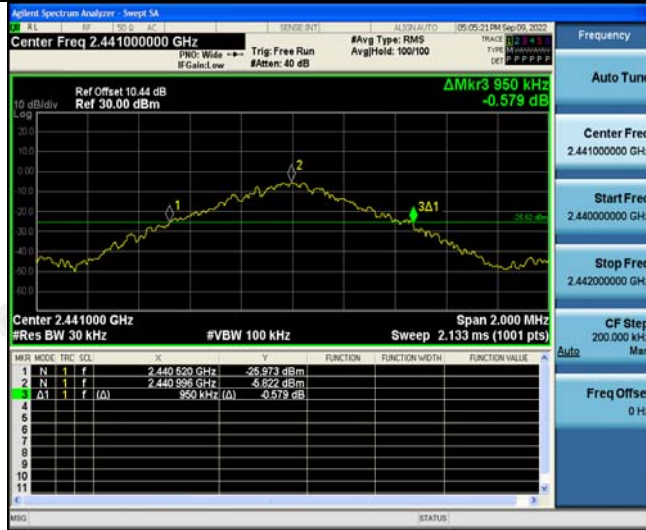 Agilent Spectrum Analyzer - Swept SA
RL RF 50 Ω AC SENSE:INT ALIGNAUTO 05:05:21 PM Sep 09, 2022
Center Freq 2.441000000 GHz
#Avg Type: RMS
TRACE 1 2 3 4 5 6
PNO: Wide Trig: Free Run Avg|Hold: 100/100
TYPE
IFGain:Low #Atten: 40 dB
DET P P P P P P
Frequency
Auto Tune
ΔMkr3 950 kHz
-0.579 dB
Ref Offset 10.44 dB
10 dB/div Ref 30.00 dBm
Log
20.0
10.0
0.00
-10.0
-20.0
-30.0
-40.0
-50.0
-60.0
1
2
3Δ1
Center 2.441000 GHz Span 2.000 MHz
#Res BW 30 kHz #VBW 100 kHz Sweep 2.133 ms (1001 pts)
Center Freq
2.441000000 GHz
Start Freq
2.440000000 GHz
Stop Freq
2.442000000 GHz
CF Step
200.000 kHz
Auto Man
Freq Offset
0 Hz
MKR MODE TRC SCL X Y FUNCTION FUNCTION WIDTH FUNCTION VALUE
1 N 1 f 2.440 520 GHz -25.973 dBm
2 N 1 f 2.440 996 GHz -5.822 dBm
3 Δ1 1 f (Δ) 950 kHz (Δ) -0.579 dB
4
5
6
7
8
9
10
11
MSG STATUS